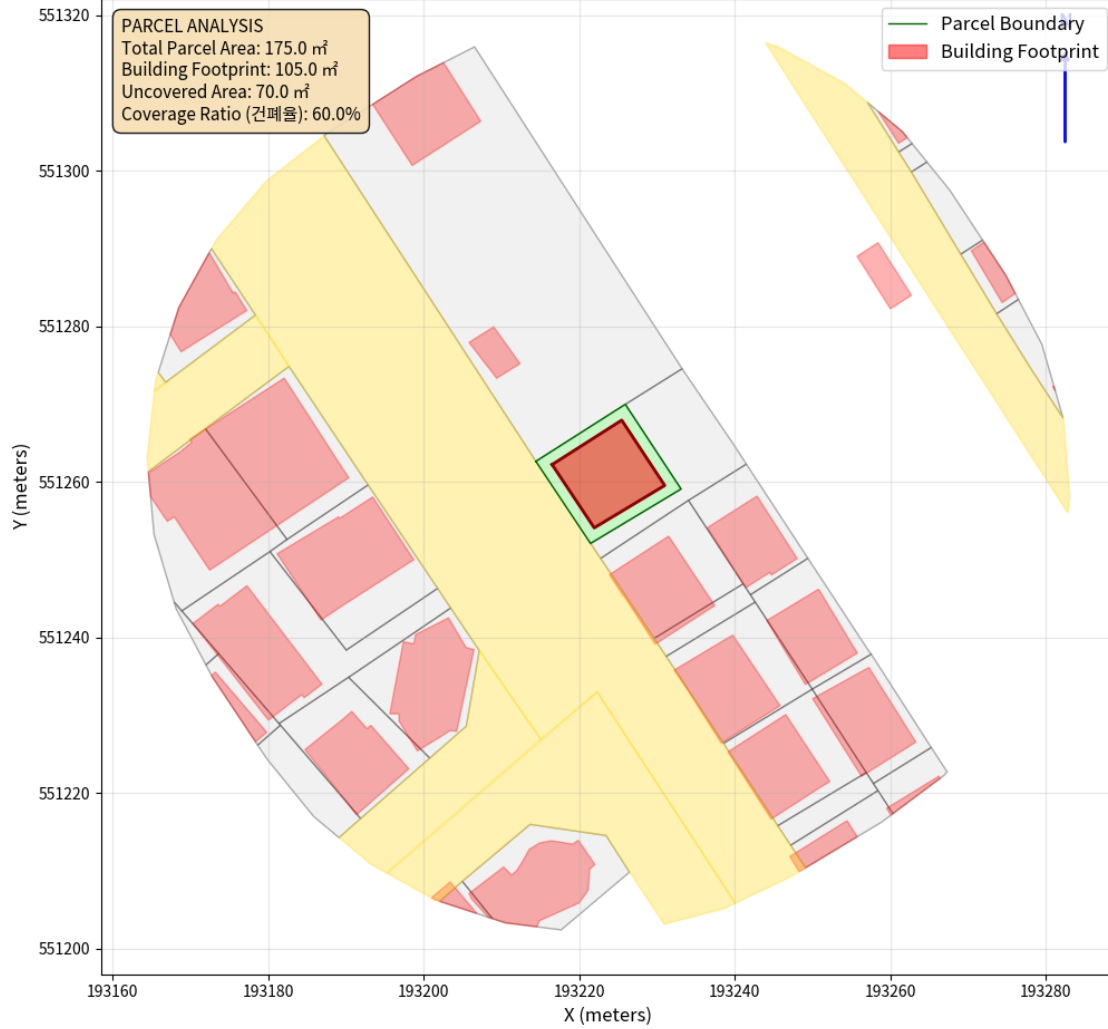 PARCEL ANALYSIS
Total Parcel Area: 175.0 ㎡
Building Footprint: 105.0 ㎡
Uncovered Area: 70.0 ㎡
Coverage Ratio (건폐율): 60.0%
Parcel Boundary
Building Footprint
N
551320
551300
551280
551260
551240
551220
551200
Y (meters)
193160
193180
193200
193220
193240
193260
193280
X (meters)